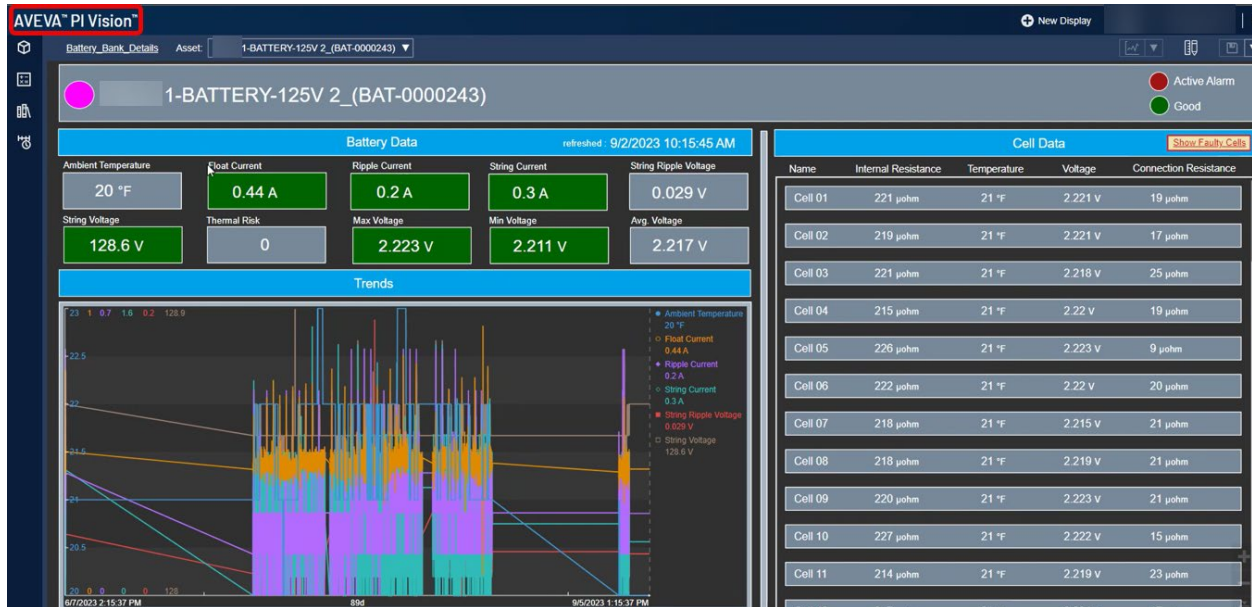 AVEVA™ PI Vision™
New Display
Battery_Bank_Details Asset: 1-BATTERY-125V 2_(BAT-0000243) ▼
1-BATTERY-125V 2_(BAT-0000243)
Active Alarm
Good
Battery Data refreshed : 9/2/2023 10:15:45 AM
Ambient Temperature Float Current Ripple Current String Current String Ripple Voltage
20 °F 0.44 A 0.2 A 0.3 A 0.029 V
String Voltage Thermal Risk Max Voltage Min Voltage Avg. Voltage
128.6 V 0 2.223 V 2.211 V 2.217 V
Trends
23 1 0.7 1.6 0.2 128.9
22.5
22
21.5
21
20.5
20 0 0 0 0 128
6/7/2023 2:15:37 PM 89d 9/5/2023 1:15:37 PM
Ambient Temperature
20 °F
Float Current
0.44 A
Ripple Current
0.2 A
String Current
0.3 A
String Ripple Voltage
0.029 V
String Voltage
128.6 V
Cell Data Show Faulty Cells
Name Internal Resistance Temperature Voltage Connection Resistance
Cell 01 221 µohm 21 °F 2.221 V 19 µohm
Cell 02 219 µohm 21 °F 2.221 V 17 µohm
Cell 03 221 µohm 21 °F 2.218 V 25 µohm
Cell 04 215 µohm 21 °F 2.22 V 19 µohm
Cell 05 226 µohm 21 °F 2.223 V 9 µohm
Cell 06 222 µohm 21 °F 2.22 V 20 µohm
Cell 07 218 µohm 21 °F 2.215 V 21 µohm
Cell 08 218 µohm 21 °F 2.219 V 21 µohm
Cell 09 220 µohm 21 °F 2.223 V 21 µohm
Cell 10 227 µohm 21 °F 2.222 V 15 µohm
Cell 11 214 µohm 21 °F 2.219 V 23 µohm